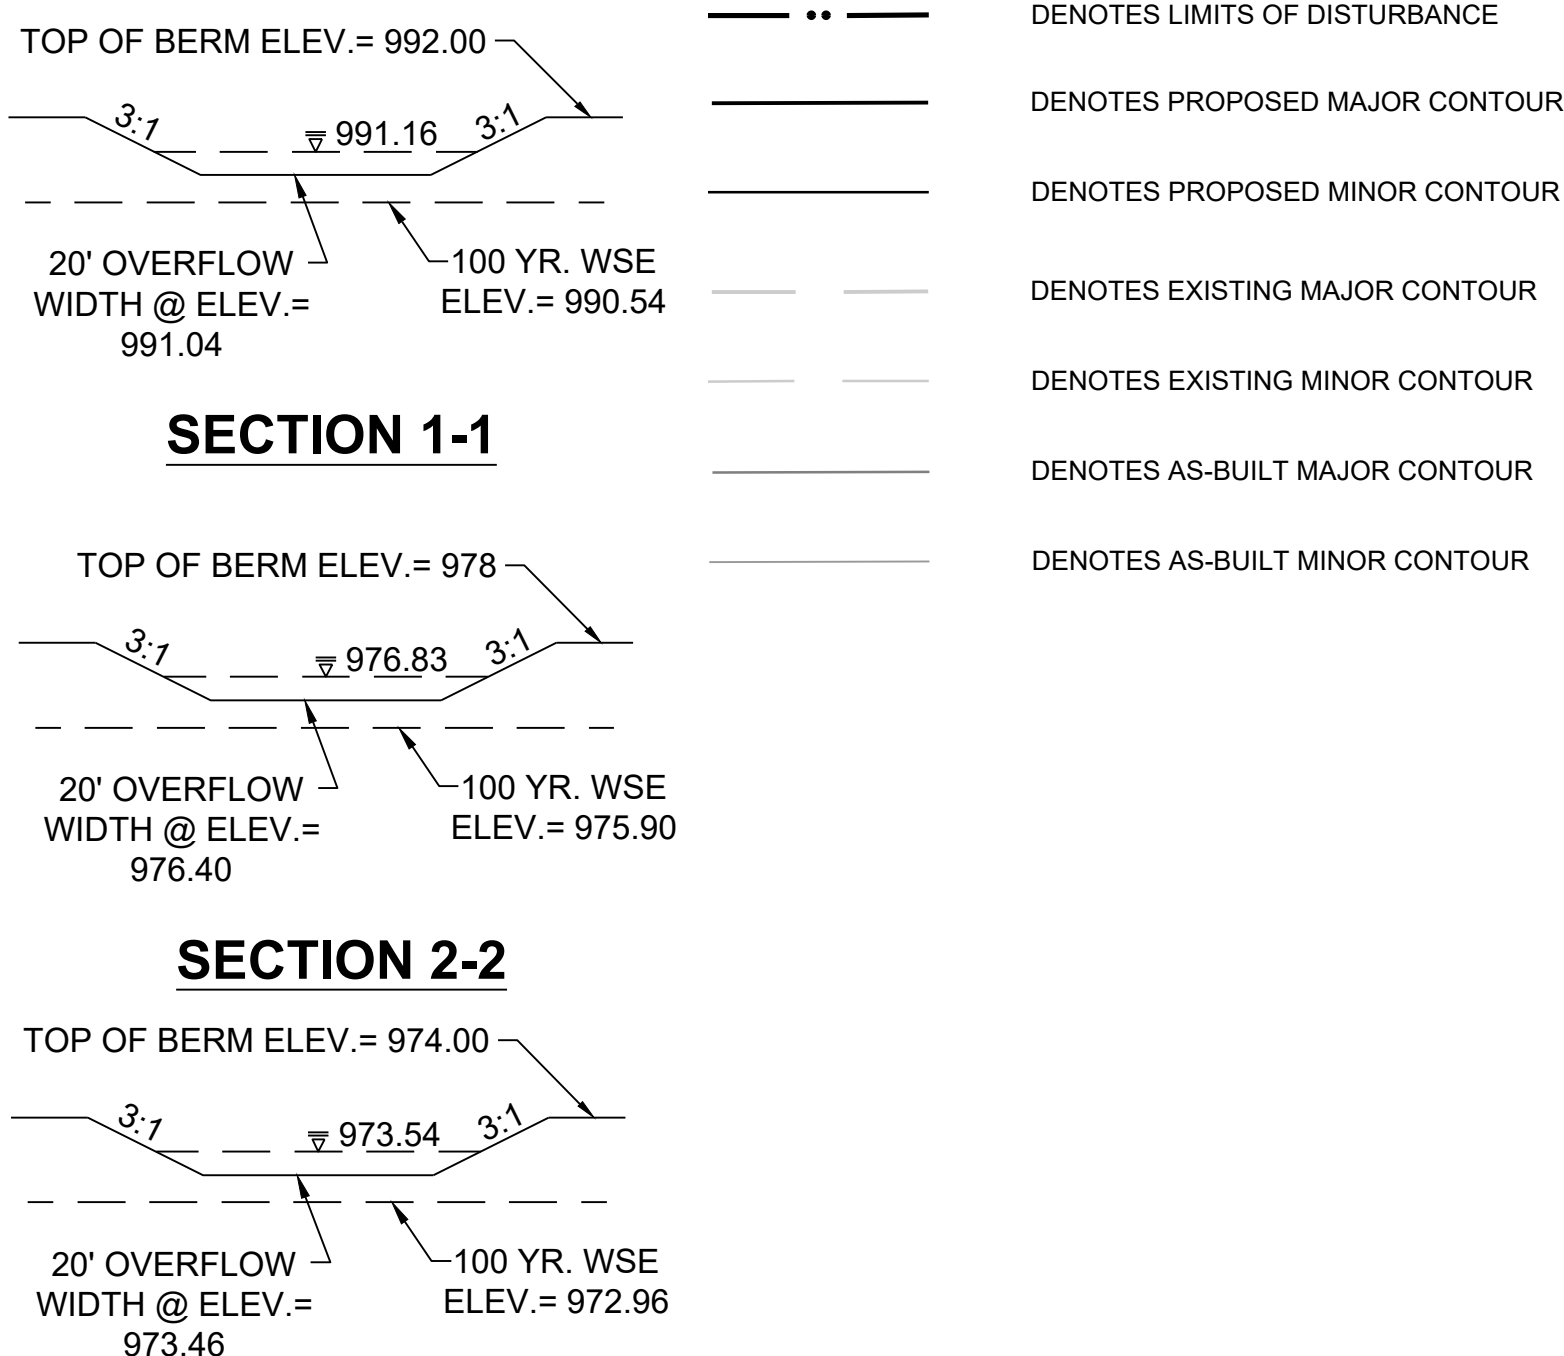 TOP OF BERM ELEV.= 992.00
3:1
991.16
3:1
20' OVERFLOW
WIDTH @ ELEV.=
991.04
100 YR. WSE
ELEV.= 990.54
SECTION 1-1
TOP OF BERM ELEV.= 978
3:1
976.83
3:1
20' OVERFLOW
WIDTH @ ELEV.=
976.40
100 YR. WSE
ELEV.= 975.90
SECTION 2-2
TOP OF BERM ELEV.= 974.00
3:1
973.54
3:1
20' OVERFLOW
WIDTH @ ELEV.=
973.46
100 YR. WSE
ELEV.= 972.96
DENOTES LIMITS OF DISTURBANCE
DENOTES PROPOSED MAJOR CONTOUR
DENOTES PROPOSED MINOR CONTOUR
DENOTES EXISTING MAJOR CONTOUR
DENOTES EXISTING MINOR CONTOUR
DENOTES AS-BUILT MAJOR CONTOUR
DENOTES AS-BUILT MINOR CONTOUR